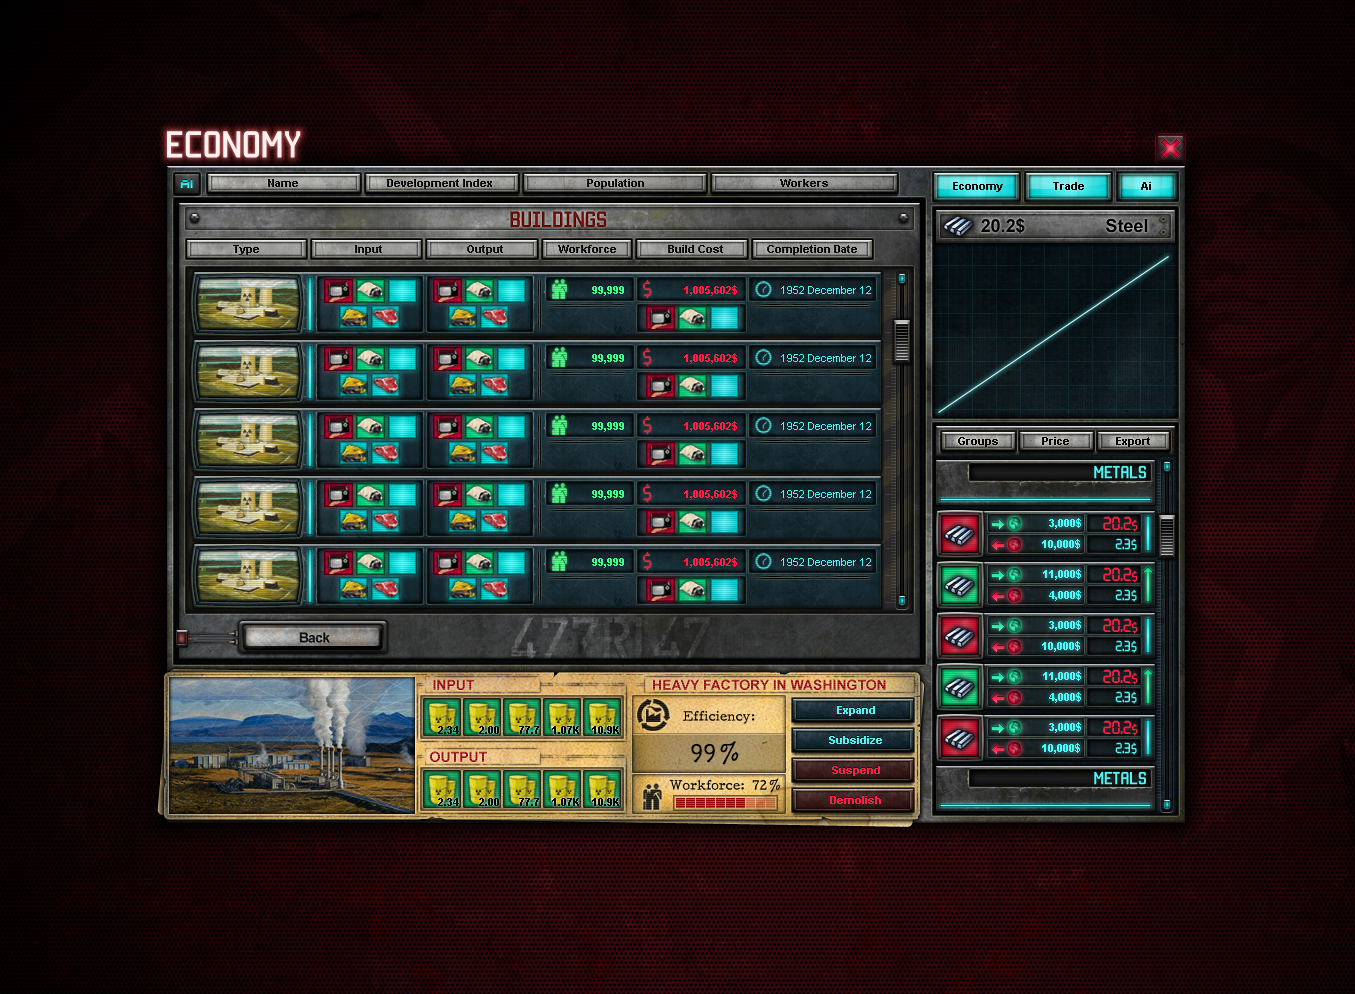 ECONOMY
Ai Name Development Index Population Workers
Economy Trade Ai
BUILDINGS
20.2$ Steel
Type Input Output Workforce Build Cost Completion Date
99,999 $ 1,005,602$ 1952 December 12
99,999 $ 1,005,602$ 1952 December 12
99,999 $ 1,005,602$ 1952 December 12
99,999 $ 1,005,602$ 1952 December 12
99,999 $ 1,005,602$ 1952 December 12
Back
Groups Price Export
METALS
3,000$ 20.2$
10,000$ 2.3$
11,000$ 20.2$
4,000$ 2.3$
3,000$ 20.2$
10,000$ 2.3$
11,000$ 20.2$
4,000$ 2.3$
3,000$ 20.2$
10,000$ 2.3$
METALS
INPUT
2.34 2.00 77.7 1.07K 10.9K
OUTPUT
2.34 2.00 77.7 1.07K 10.9K
HEAVY FACTORY IN WASHINGTON
Efficiency:
99%
Workforce: 72%
Expand
Subsidize
Suspend
Demolish